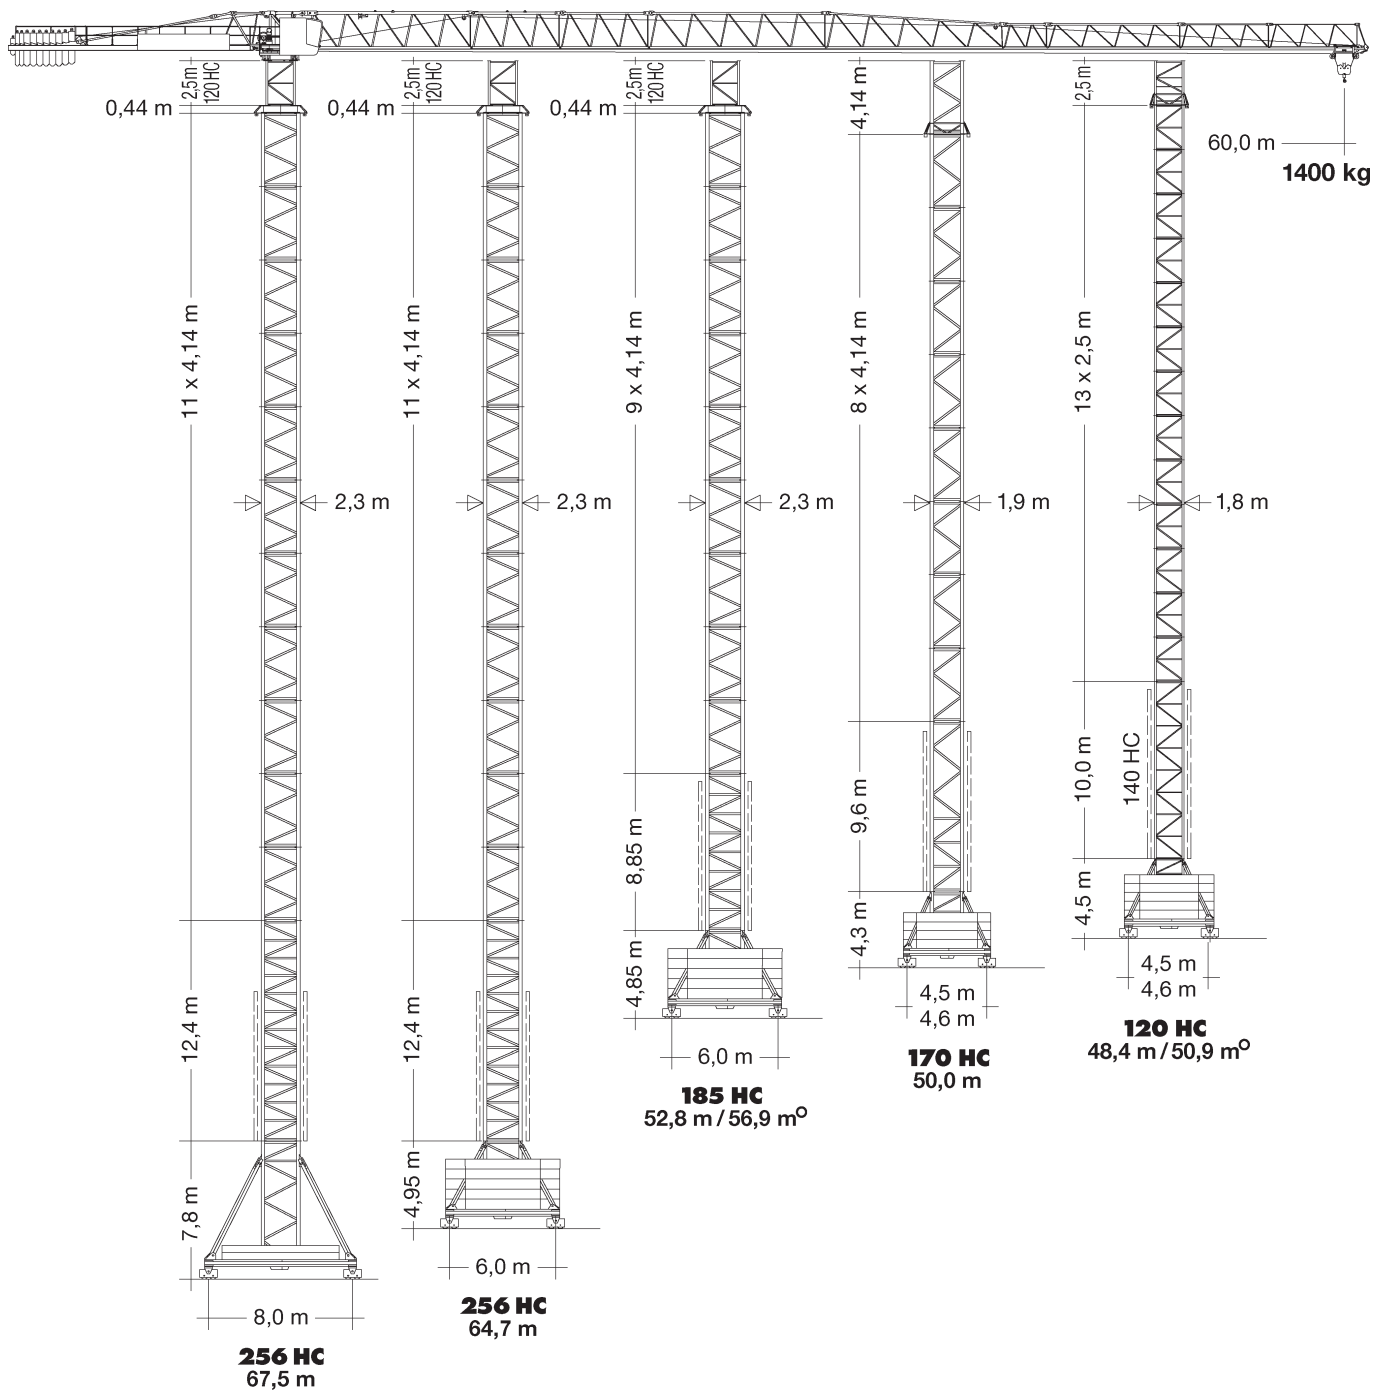 2,5m
120 HC
2,5m
120 HC
2,5m
120 HC
4,14 m
2,5 m
0,44 m
0,44 m
0,44 m
60,0 m
1400 kg
11 x 4,14 m
11 x 4,14 m
9 x 4,14 m
8 x 4,14 m
13 x 2,5 m
2,3 m
2,3 m
2,3 m
1,9 m
1,8 m
12,4 m
12,4 m
8,85 m
9,6 m
10,0 m
140 HC
7,8 m
4,95 m
4,85 m
4,3 m
4,5 m
8,0 m
256 HC
67,5 m
6,0 m
256 HC
64,7 m
6,0 m
185 HC
52,8 m / 56,9 m°
4,5 m
4,6 m
170 HC
50,0 m
4,5 m
4,6 m
120 HC
48,4 m / 50,9 m°